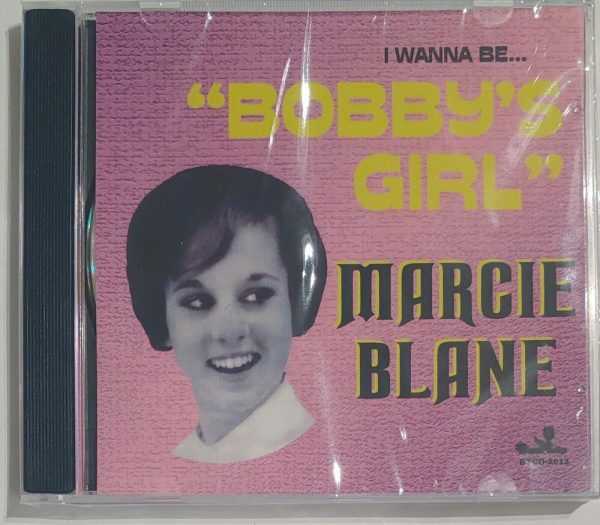 I WANNA BE...
“BOBBY'S
GIRL”
MARCIE
BLANE